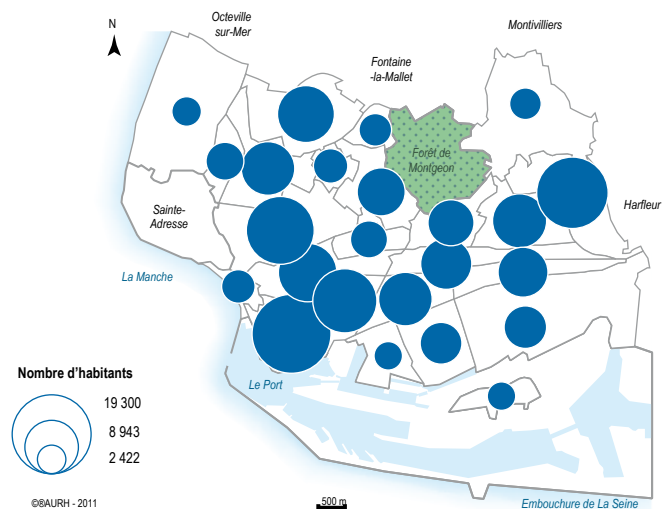 Octeville
sur-Mer
Montivilliers
N
Fontaine
-la-Mallet
Forêt de
Montgeon
Sainte-
Adresse
Harfleur
La Manche
Le Port
Nombre d'habitants
19 300
8 943
2 422
©®AURH - 2011
500 m
Embouchure de La Seine